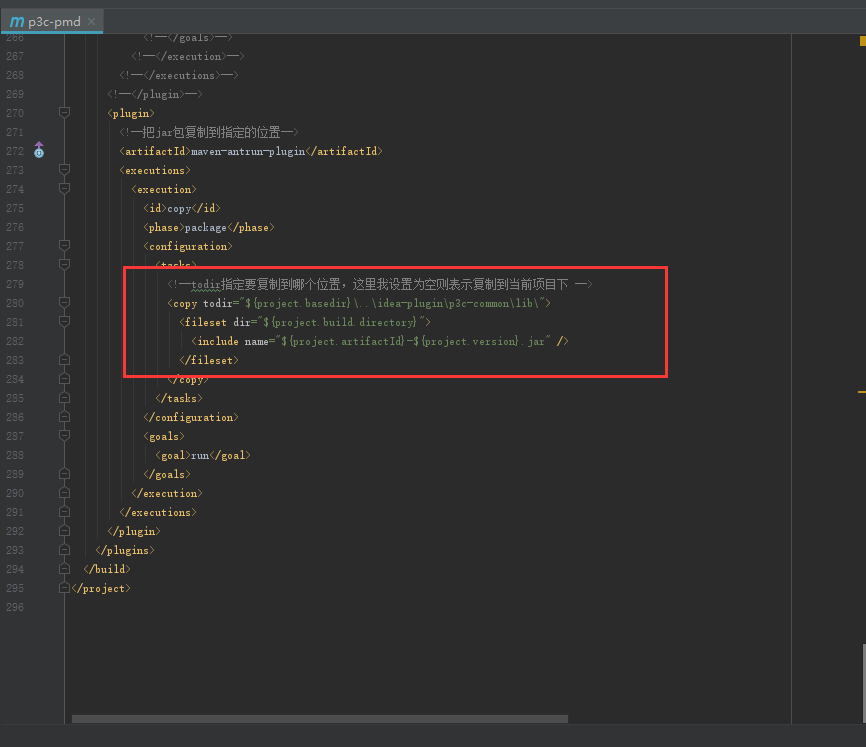 p3c-pmd
266 <!--</goals>-->
267 <!--</execution>-->
268 <!--</executions>-->
269 <!--</plugin>-->
270 <plugin>
271 <!--把jar包复制到指定的位置-->
272 <artifactId>maven-antrun-plugin</artifactId>
273 <executions>
274 <execution>
275 <id>copy</id>
276 <phase>package</phase>
277 <configuration>
278 <tasks>
279 <!--todir指定要复制到哪个位置，这里我设置为空则表示复制到当前项目下 -->
280 <copy todir="${project.basedir}\..\idea-plugin\p3c-common\lib\">
281 <fileset dir="${project.build.directory}">
282 <include name="${project.artifactId}-${project.version}.jar" />
283 </fileset>
284 </copy>
285 </tasks>
286 </configuration>
287 <goals>
288 <goal>run</goal>
289 </goals>
290 </execution>
291 </executions>
292 </plugin>
293 </plugins>
294 </build>
295 </project>
296